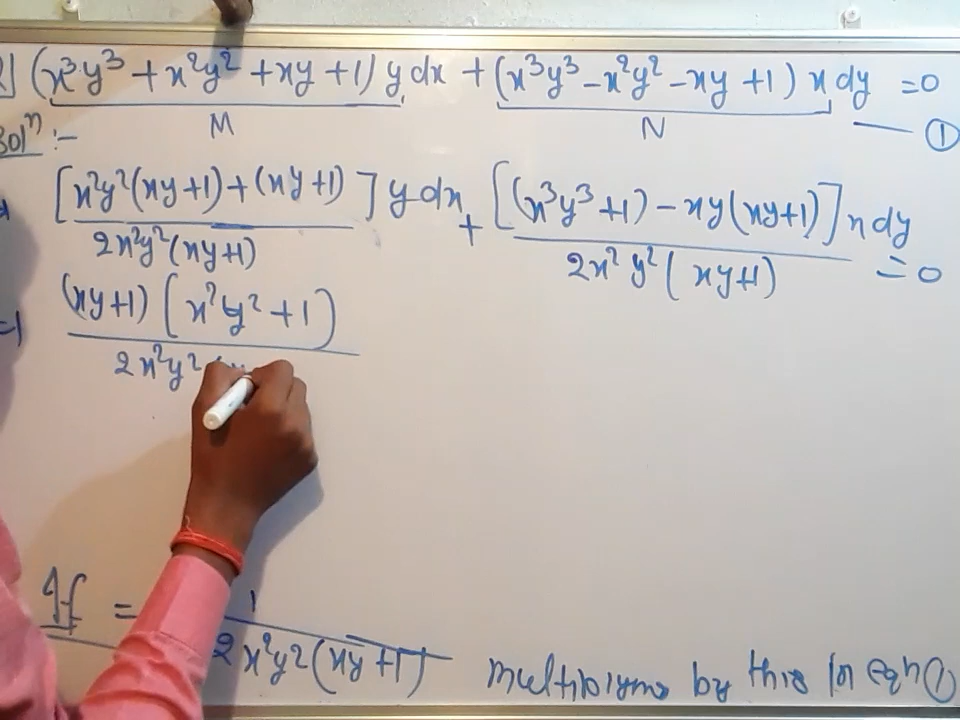 2] (x³y³ + x²y² + xy + 1) y dx + (x³y³ - x²y² - xy + 1) x dy = 0
M N — ①
Solⁿ :-
[x²y²(xy+1) + (xy+1)] y dx + [(x³y³+1) - xy(xy+1)] x dy
2x²y²(xy+1) 2x²y²(xy+1) = 0
⇒ (xy+1) [x²y²+1)
2x²y²
If = 1
2x²y²(xy+1) by this in eqn ①